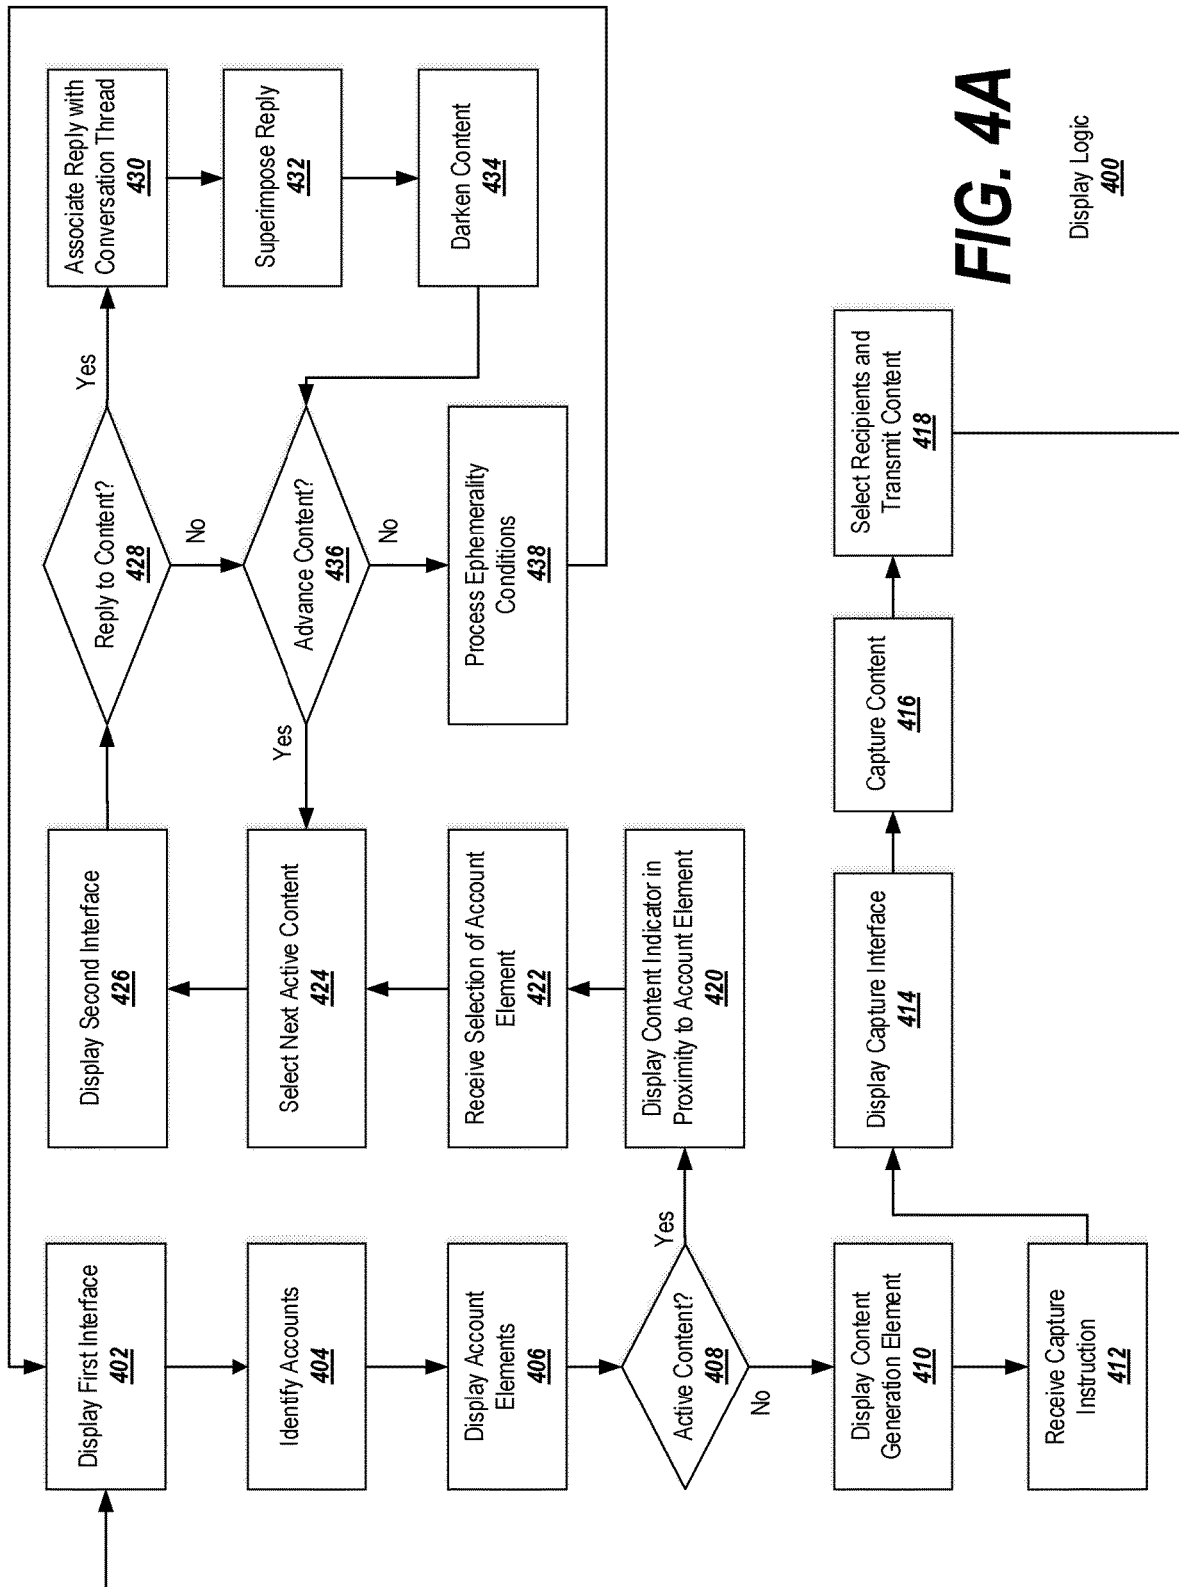 Display First Interface
402
Identify Accounts
404
Display Account
Elements
406
Active Content?
408
Yes
No
Display Content
Generation Element
410
Receive Capture
Instruction
412
Display Capture Interface
414
Capture Content
416
Select Recipients and
Transmit Content
418
Display Content Indicator in
Proximity to Account Element
420
Receive Selection of Account
Element
422
Select Next Active Content
424
Display Second Interface
426
Reply to Content?
428
Yes
No
Associate Reply with
Conversation Thread
430
Superimpose Reply
432
Darken Content
434
Advance Content?
436
Yes
No
Process Ephemerality
Conditions
438
FIG. 4A
Display Logic
400